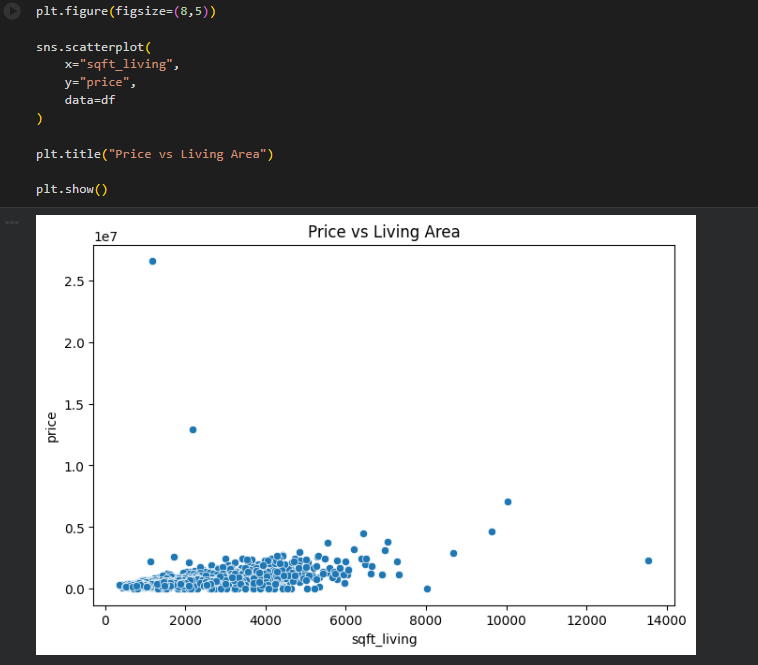 plt.figure(figsize=(8,5))
sns.scatterplot(
x="sqft_living",
y="price",
data=df
)
plt.title("Price vs Living Area")
plt.show()
Price vs Living Area
1e7
2.5
2.0
1.5
1.0
0.5
0.0
price
0 2000 4000 6000 8000 10000 12000 14000
sqft_living